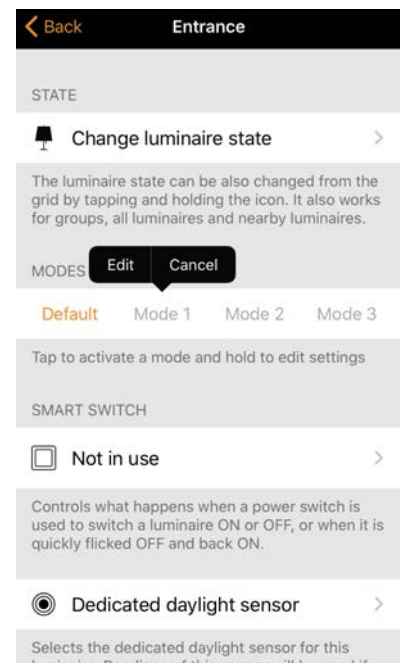 Back Entrance
STATE
Change luminaire state
The luminaire state can be also changed from the
grid by tapping and holding the icon. It also works
for groups, all luminaires and nearby luminaires.
Edit Cancel
MODES
Default Mode 1 Mode 2 Mode 3
Tap to activate a mode and hold to edit settings
SMART SWITCH
Not in use
Controls what happens when a power switch is
used to switch a luminaire ON or OFF, or when it is
quickly flicked OFF and back ON.
Dedicated daylight sensor
Selects the dedicated daylight sensor for this